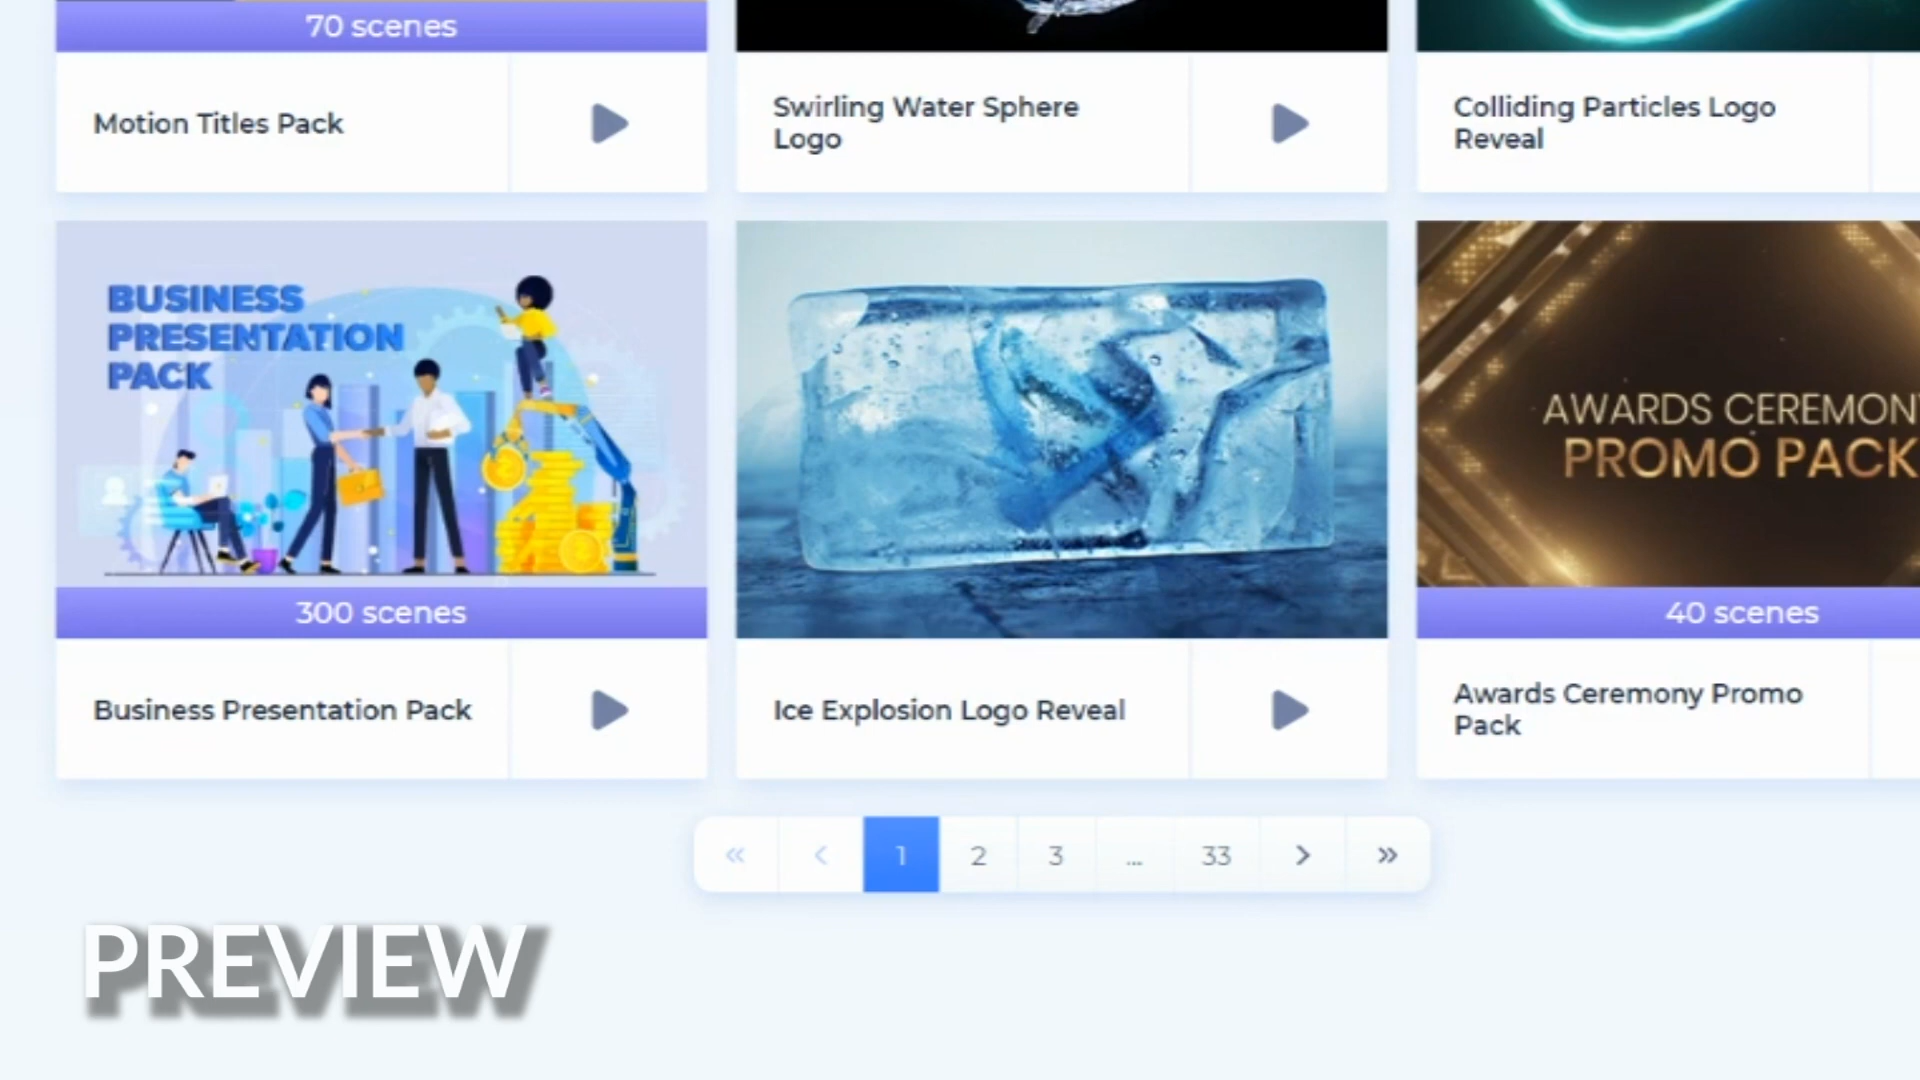 70 scenes
Motion Titles Pack
Swirling Water Sphere
Logo
Colliding Particles Logo
Reveal
BUSINESS
PRESENTATION
PACK
300 scenes
AWARDS CEREMONY
PROMO PACK
40 scenes
Business Presentation Pack
Ice Explosion Logo Reveal
Awards Ceremony Promo
Pack
« < 1 2 3 ... 33 > »
PREVIEW